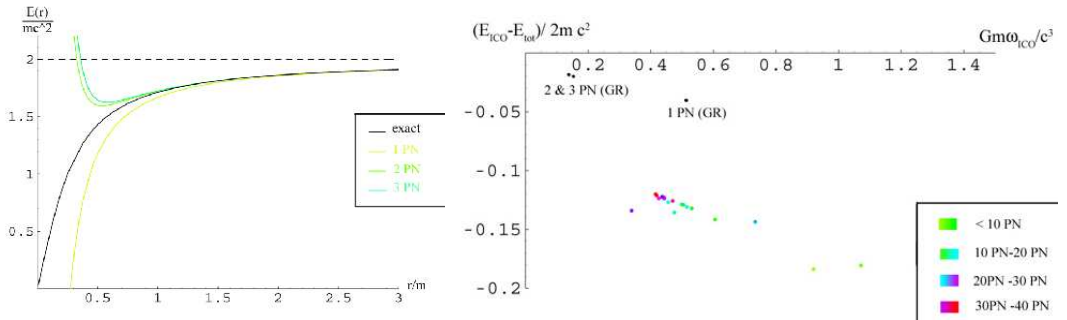 E(r)
mc^2
2
1.5
1
0.5
0.5 1 1.5 2 2.5 3
r/m
exact
1 PN
2 PN
3 PN
(E_ICO-E_tot)/ 2m c²
Gmω_ICO/c³
0.2 0.4 0.6 0.8 1 1.2 1.4
2 & 3 PN (GR)
1 PN (GR)
-0.05
-0.1
-0.15
-0.2
< 10 PN
10 PN-20 PN
20PN -30 PN
30PN -40 PN